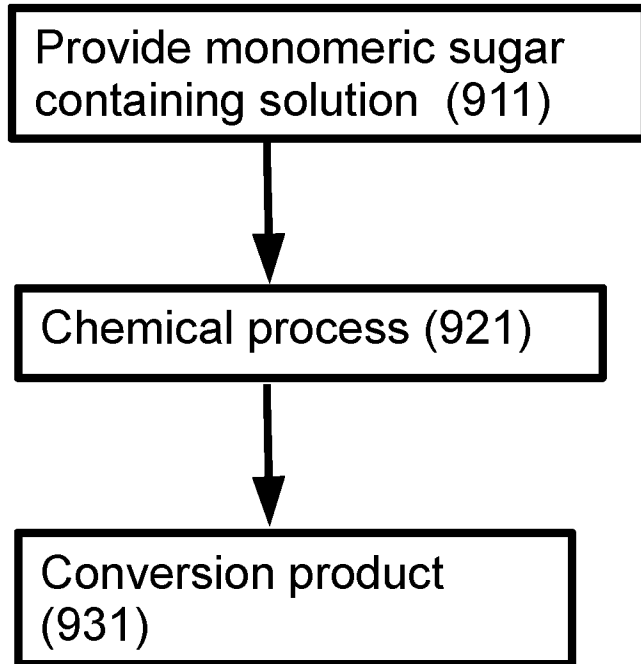 Provide monomeric sugar
containing solution (911)
Chemical process (921)
Conversion product
(931)